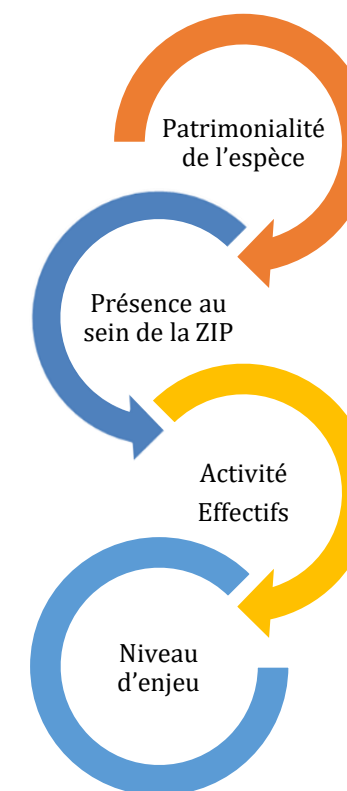 Patrimonialité
de l'espèce
Présence au
sein de la ZIP
Activité
Effectifs
Niveau
d'enjeu